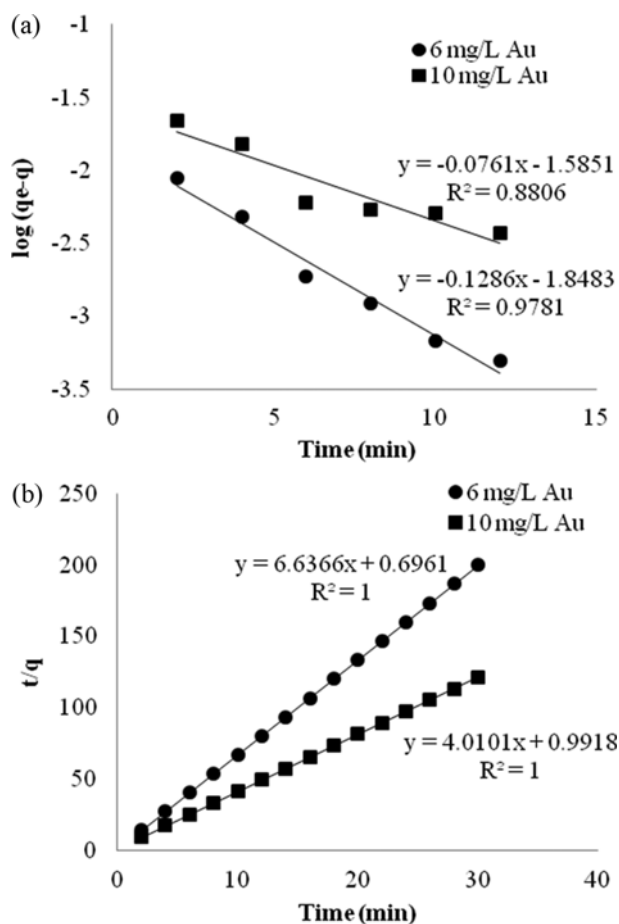 (a)
-1
-1.5
-2
-2.5
-3
-3.5
log (qe-q)
6 mg/L Au
10 mg/L Au
y = -0.0761x - 1.5851
R² = 0.8806
y = -0.1286x - 1.8483
R² = 0.9781
0
5
10
15
Time (min)
(b)
250
200
150
100
50
0
t/q
6 mg/L Au
10 mg/L Au
y = 6.6366x + 0.6961
R² = 1
y = 4.0101x + 0.9918
R² = 1
0
10
20
30
40
Time (min)